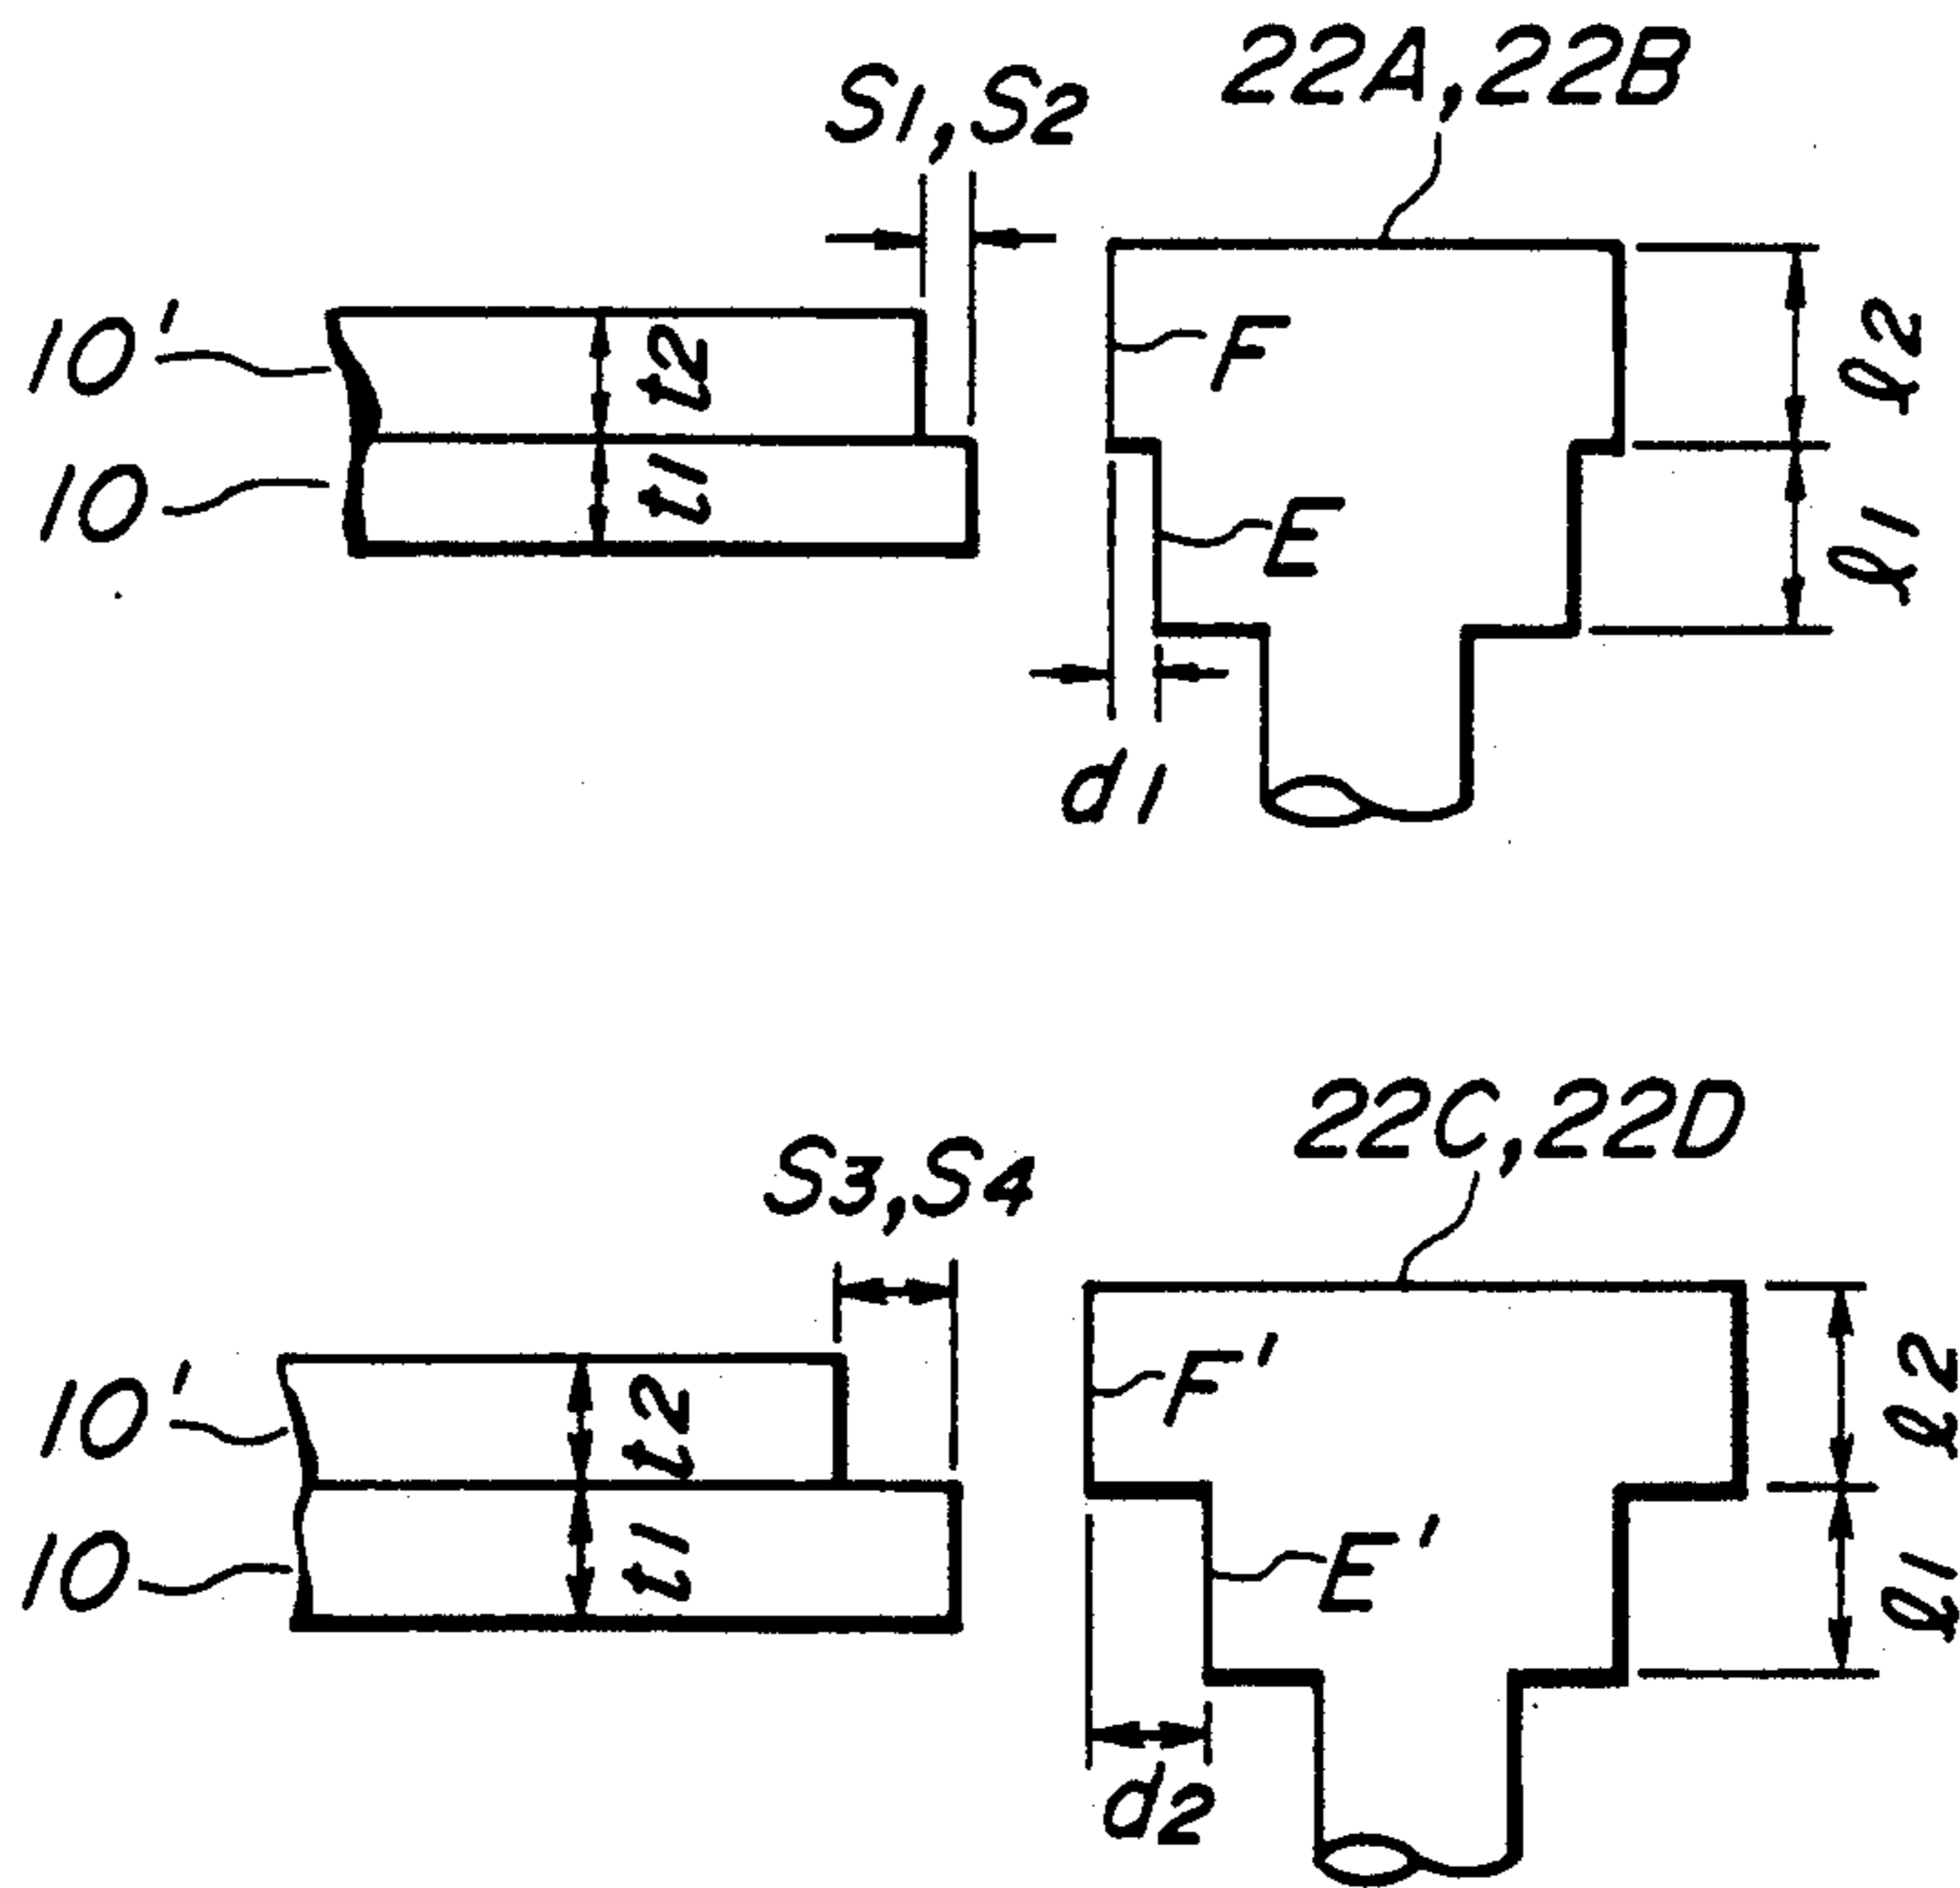 22A,22B
S1,S2
10'
t2
F
l2
10
t1
E
l1
d1
22C,22D
S3,S4
10'
t2
F'
l2
10
t1
E'
l1
d2